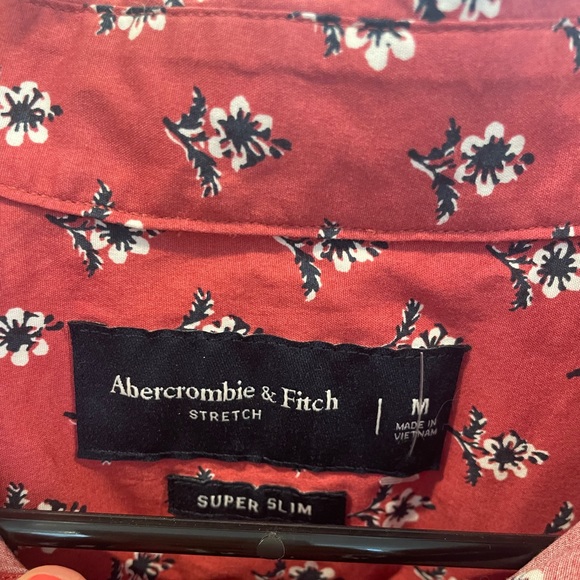 Abercrombie & Fitch
STRETCH
M
MADE IN
VIETNAM
SUPER SLIM